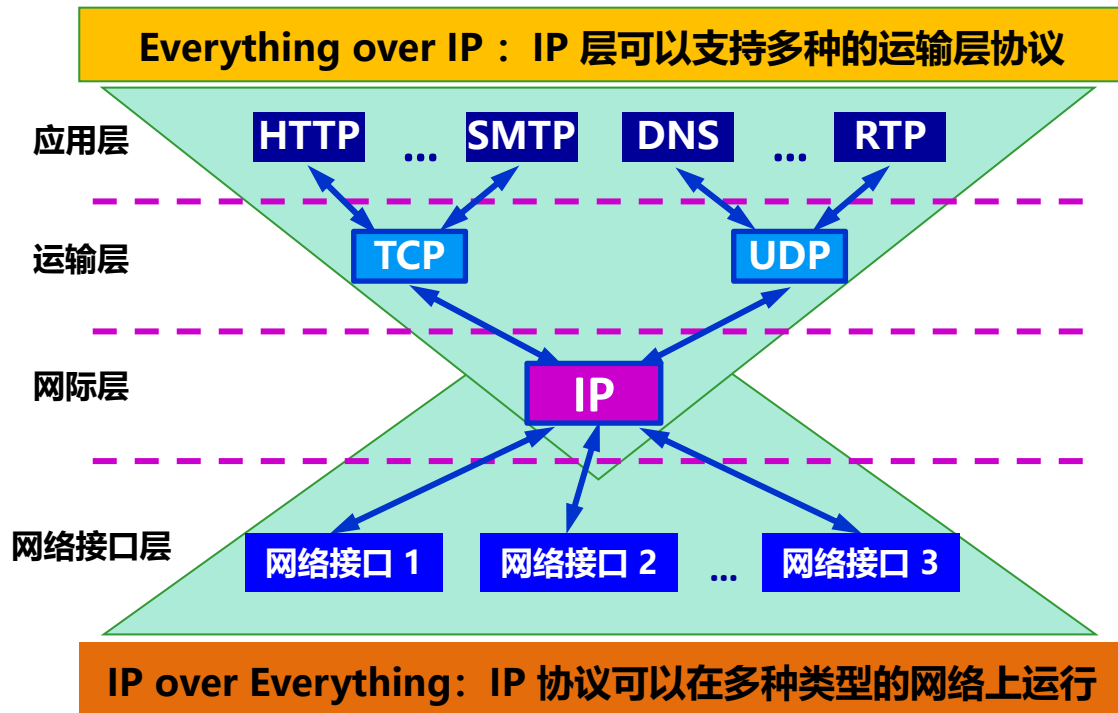 Everything over IP ：IP 层可以支持多种的运输层协议
应用层
HTTP … SMTP DNS … RTP
运输层
TCP UDP
网际层
IP
网络接口层
网络接口 1 网络接口 2 … 网络接口 3
IP over Everything：IP 协议可以在多种类型的网络上运行